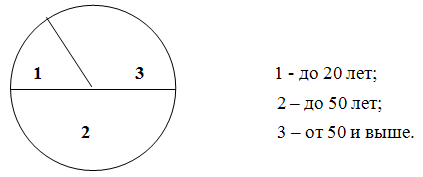 1
3
2
1 - до 20 лет;
2 – до 50 лет;
3 – от 50 и выше.